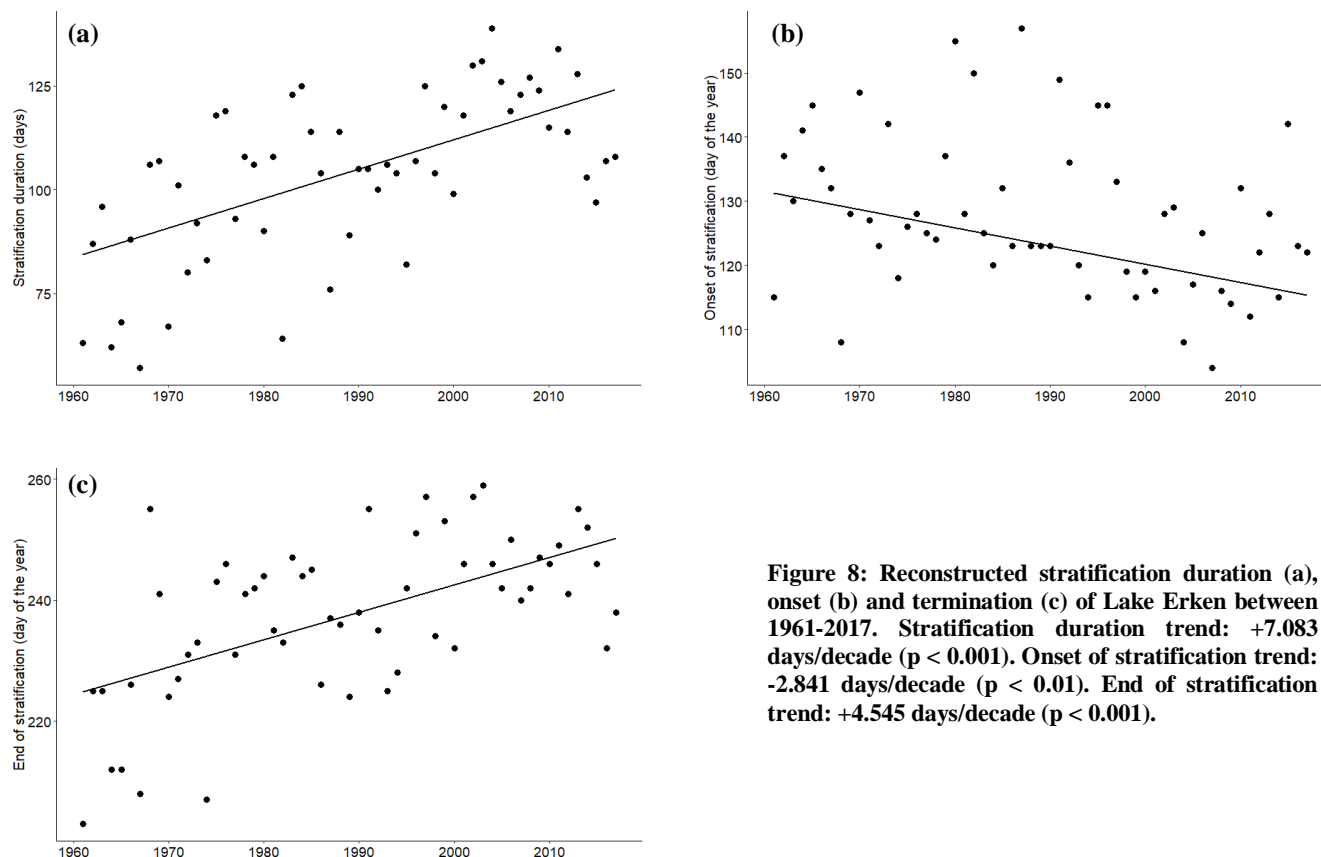 (a)
Stratification duration (days)
125
100
75
1960 1970 1980 1990 2000 2010
(b)
Onset of stratification (day of the year)
150
140
130
120
110
1960 1970 1980 1990 2000 2010
(c)
End of stratification (day of the year)
260
240
220
1960 1970 1980 1990 2000 2010
Figure 8: Reconstructed stratification duration (a),
onset (b) and termination (c) of Lake Erken between
1961-2017. Stratification duration trend: +7.083
days/decade (p < 0.001). Onset of stratification trend:
-2.841 days/decade (p < 0.01). End of stratification
trend: +4.545 days/decade (p < 0.001).